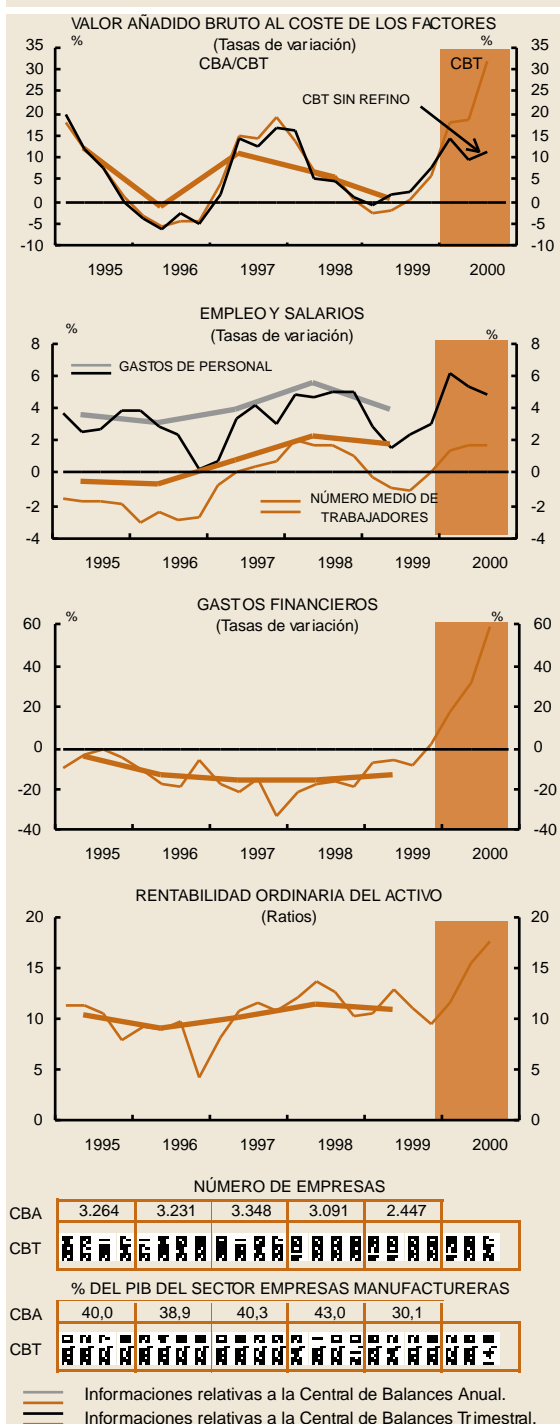 VALOR AÑADIDO BRUTO AL COSTE DE LOS FACTORES
(Tasas de variación)
% %
CBA/CBT CBT
CBT SIN REFINO
35 35
30 30
25 25
20 20
15 15
10 10
5 5
0 0
-5 -5
-10 -10
1995 1996 1997 1998 1999 2000
EMPLEO Y SALARIOS
(Tasas de variación)
% %
GASTOS DE PERSONAL
NÚMERO MEDIO DE
TRABAJADORES
8 8
6 6
4 4
2 2
0 0
-2 -2
-4 -4
1995 1996 1997 1998 1999 2000
GASTOS FINANCIEROS
(Tasas de variación)
% %
60 60
40 40
20 20
0 0
-20 -20
-40 -40
1995 1996 1997 1998 1999 2000
RENTABILIDAD ORDINARIA DEL ACTIVO
(Ratios)
20 20
15 15
10 10
5 5
0 0
1995 1996 1997 1998 1999 2000
NÚMERO DE EMPRESAS
CBA 3.264 3.231 3.348 3.091 2.447
CBT
% DEL PIB DEL SECTOR EMPRESAS MANUFACTURERAS
CBA 40,0 38,9 40,3 43,0 30,1
CBT
Informaciones relativas a la Central de Balances Anual.
Informaciones relativas a la Central de Balances Trimestral.